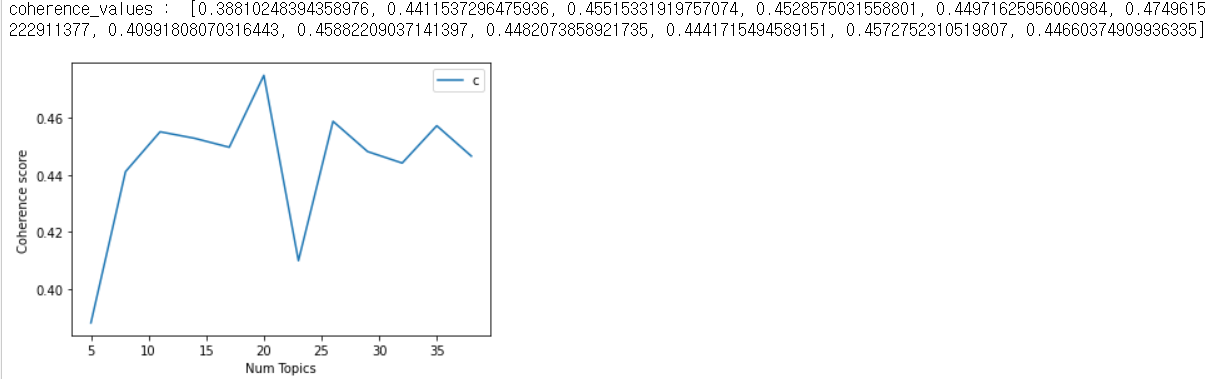 coherence_values :  [0.38810248394358976, 0.44115937296475936, 0.45515331919757074, 0.4528575031558801, 0.44971625956060984, 0.4749615
222911377, 0.40991808070316443, 0.45882209037141397, 0.4482073858921735, 0.4441715494589151, 0.4572752310519807, 0.44660374909936335]
c
0.46
0.44
0.42
0.40
Coherence score
5 10 15 20 25 30 35
Num Topics